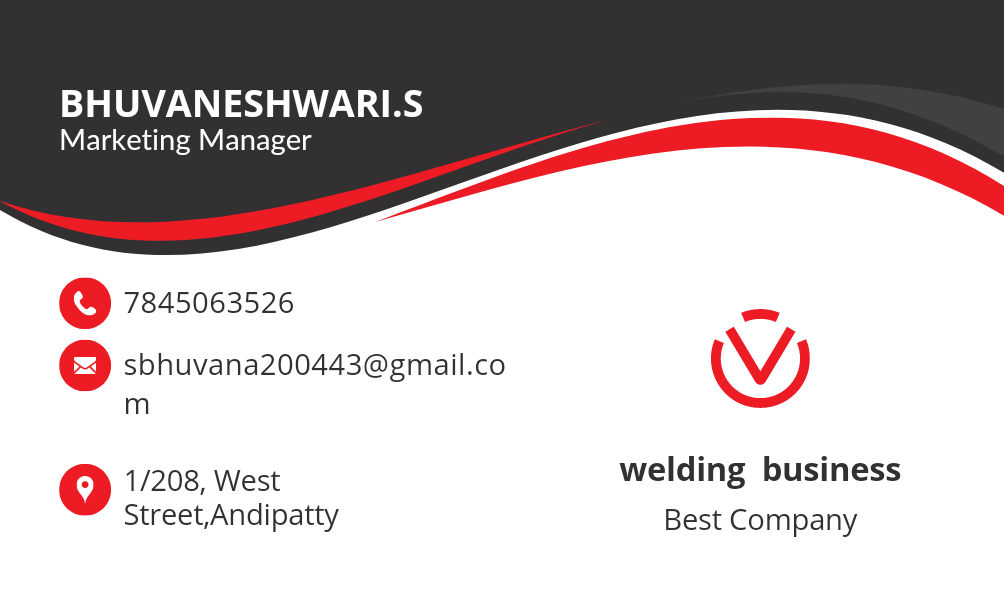 BHUVANESHWARI.S
Marketing Manager
7845063526
sbhuvana200443@gmail.co
m
1/208, West
Street,Andipatty
welding  business
Best Company